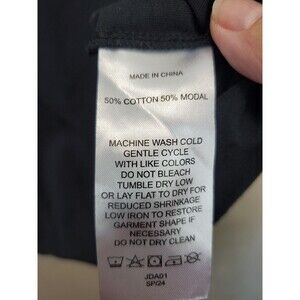 MADE IN CHINA
50% COTTON 50% MODAL
MACHINE WASH COLD
GENTLE CYCLE
WITH LIKE COLORS
DO NOT BLEACH
TUMBLE DRY LOW
OR LAY FLAT TO DRY FOR
REDUCED SHRINKAGE
LOW IRON TO RESTORE
GARMENT SHAPE IF
NECESSARY
DO NOT DRY CLEAN
JDA01
SP/24